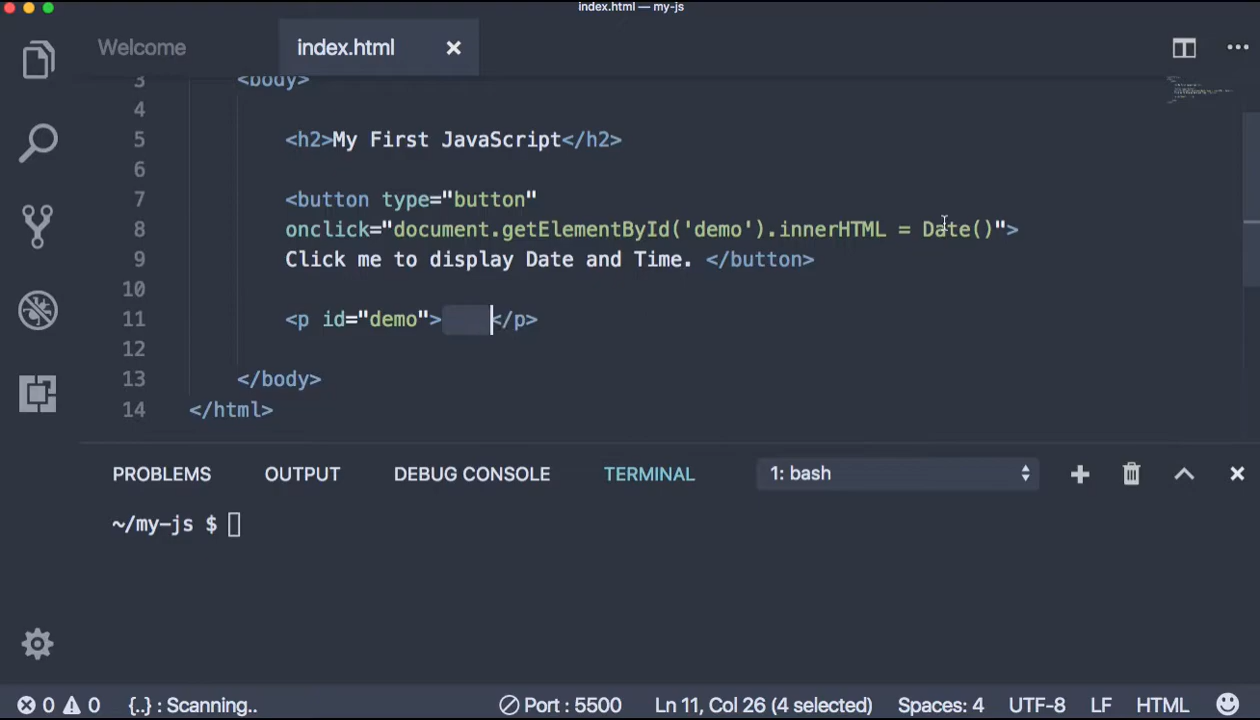 index.html — my-js
Welcome
index.html
3 <body>
4
5 <h2>My First JavaScript</h2>
6
7 <button type="button"
8 onclick="document.getElementById('demo').innerHTML = Date()">
9 Click me to display Date and Time. </button>
10
11 <p id="demo">    </p>
12
13 </body>
14 </html>
PROBLEMS OUTPUT DEBUG CONSOLE TERMINAL 1: bash
~/my-js $
0 0 {..} : Scanning.. Port : 5500 Ln 11, Col 26 (4 selected) Spaces: 4 UTF-8 LF HTML